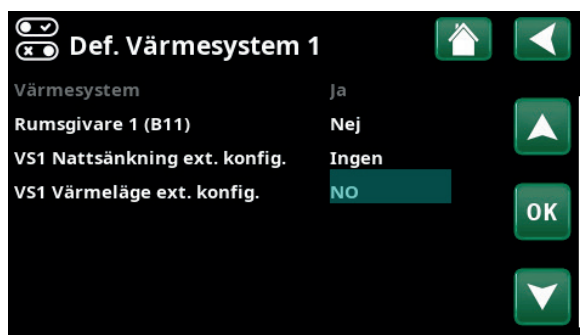 Def. Värmesystem 1
Värmesystem Ja
Rumsgivare 1 (B11) Nej
VS1 Nattsänkning ext. konfig. Ingen
VS1 Värmeläge ext. konfig. NO
OK